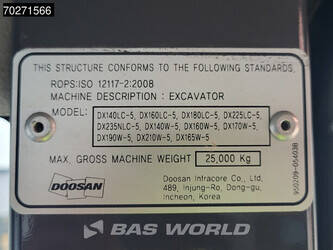 70271566
THIS STRUCTURE CONFORMS TO THE FOLLOWING STANDARDS.
ROPS:ISO 12117-2:2008
MACHINE DESCRIPTION : EXCAVATOR
MODEL:
DX140LC-5, DX160LC-5, DX180LC-5, DX225LC-5,
DX235NLC-5, DX140W-5, DX160W-5, DX170W-5,
DX190W-5, DX210W-5, DX165W-5
MAX. GROSS MACHINE WEIGHT 25,000 Kg
DOOSAN
Doosan Infracore Co., Ltd.
489, Injung-Ro, Dong-gu,
Incheon, Korea
950209-05403B
BAS WORLD